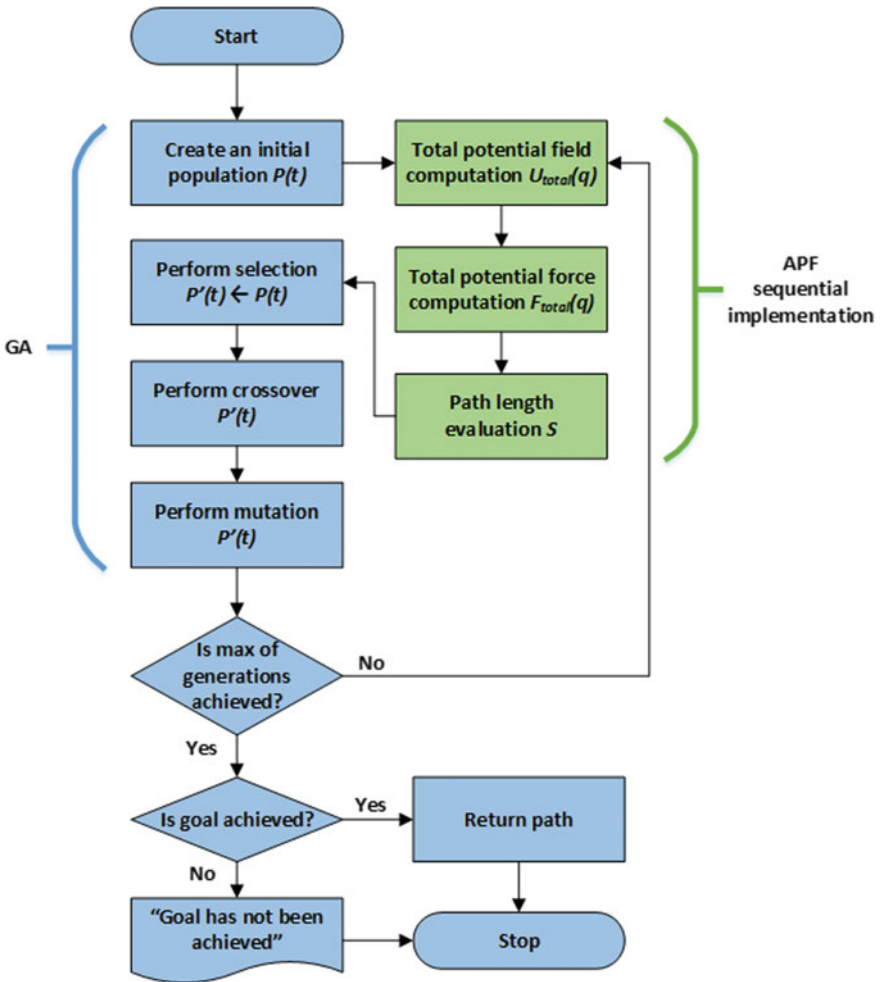 Start
Create an initial
population P(t)
Total potential field
computation Utotal(q)
Perform selection
P'(t) ← P(t)
Total potential force
computation Ftotal(q)
APF
sequential
implementation
GA
Perform crossover
P'(t)
Path length
evaluation S
Perform mutation
P'(t)
Is max of
generations
achieved?
No
Yes
Is goal achieved?
Yes
Return path
No
“Goal has not been
achieved”
Stop